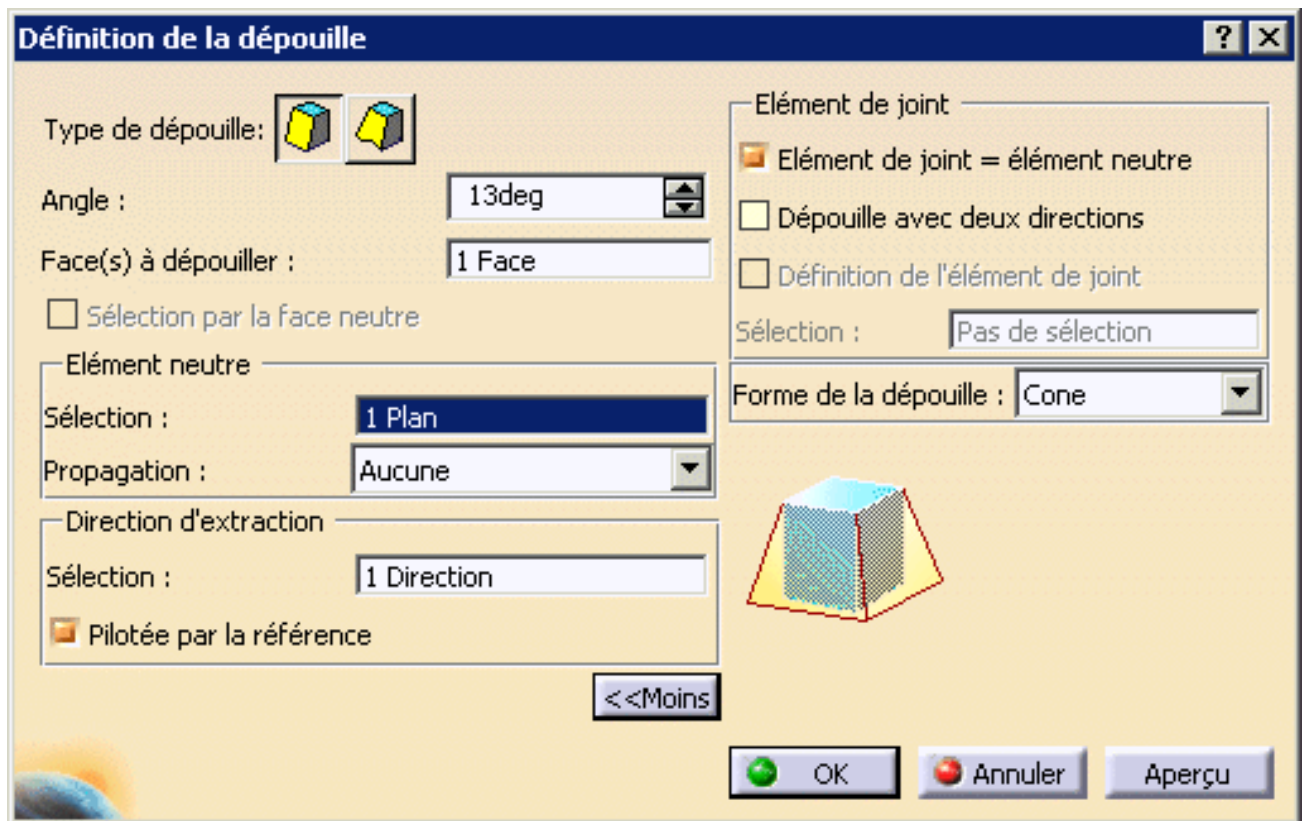 Définition de la dépouille
Type de dépouille:
Angle : 13deg
Face(s) à dépouiller : 1 Face
Sélection par la face neutre
Elément neutre
Sélection : 1 Plan
Propagation : Aucune
Direction d'extraction
Sélection : 1 Direction
Pilotée par la référence
<<Moins
Elément de joint
Elément de joint = élément neutre
Dépouille avec deux directions
Définition de l'élément de joint
Sélection : Pas de sélection
Forme de la dépouille : Cone
OK Annuler Aperçu